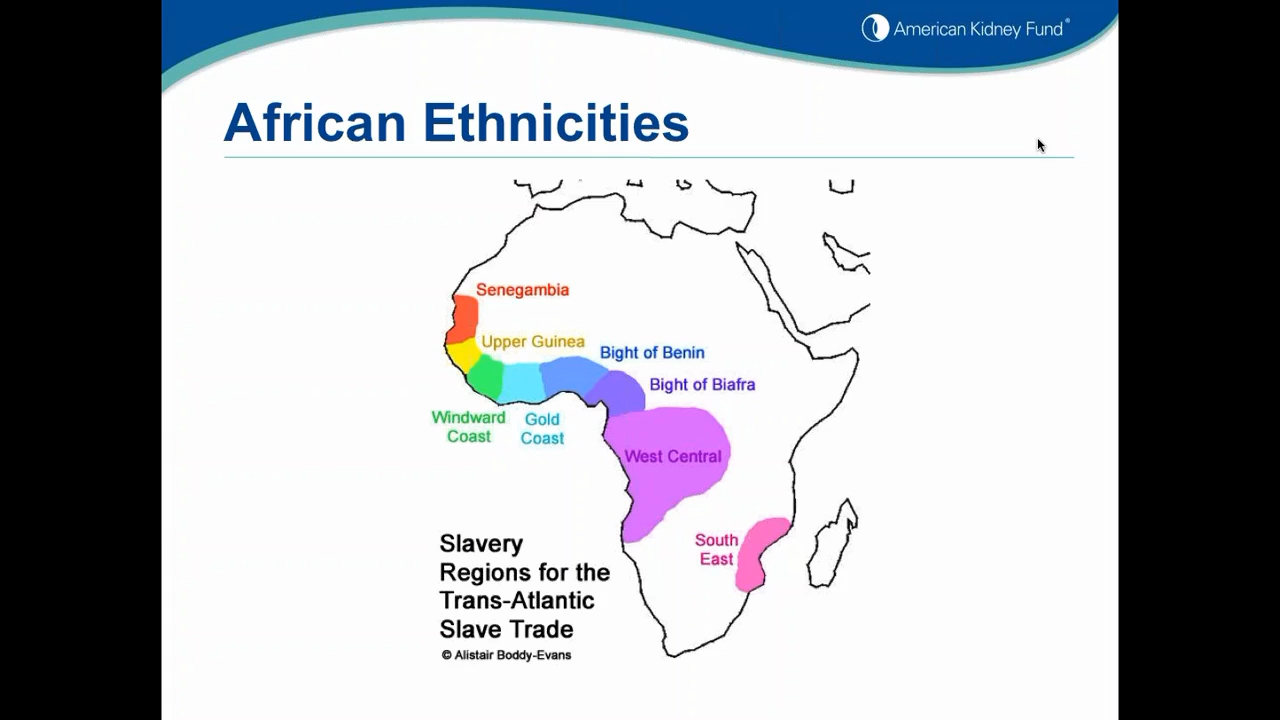 American Kidney Fund®
African Ethnicities
Senegambia
Upper Guinea
Bight of Benin
Bight of Biafra
Windward
Coast
Gold
Coast
West Central
South
East
Slavery
Regions for the
Trans-Atlantic
Slave Trade
© Alistair Boddy-Evans